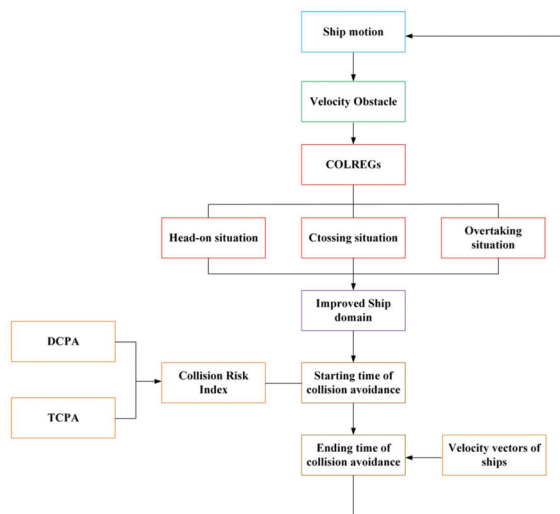 Ship motion
Velocity Obstacle
COLREGs
Head-on situation
Ctossing situation
Overtaking
situation
Improved Ship
domain
DCPA
TCPA
Collision Risk
Index
Starting time of
collision avoidance
Ending time of
collision avoidance
Velocity vectors of
ships